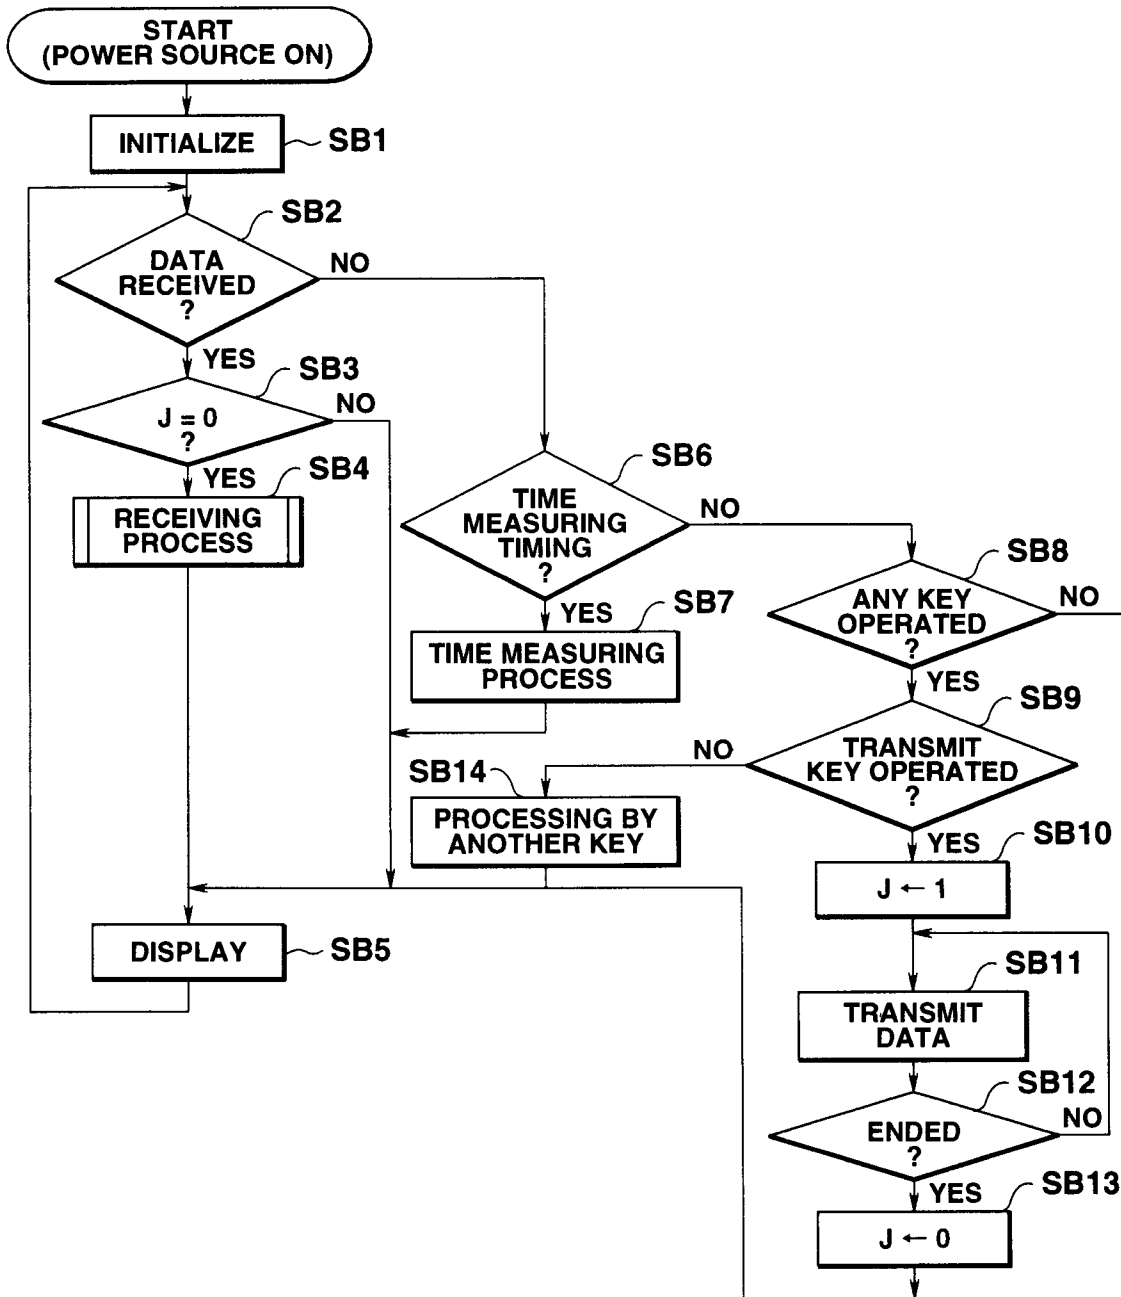 START
(POWER SOURCE ON)
INITIALIZE
SB1
SB2
DATA
RECEIVED
?
NO
YES
SB3
J = 0
?
NO
YES
SB4
RECEIVING
PROCESS
SB6
TIME
MEASURING
TIMING
?
NO
YES
SB7
TIME MEASURING
PROCESS
SB8
ANY KEY
OPERATED
?
NO
YES
SB9
TRANSMIT
KEY OPERATED
?
NO
YES
SB14
PROCESSING BY
ANOTHER KEY
SB10
J ← 1
DISPLAY
SB5
SB11
TRANSMIT
DATA
SB12
ENDED
?
NO
YES
SB13
J ← 0